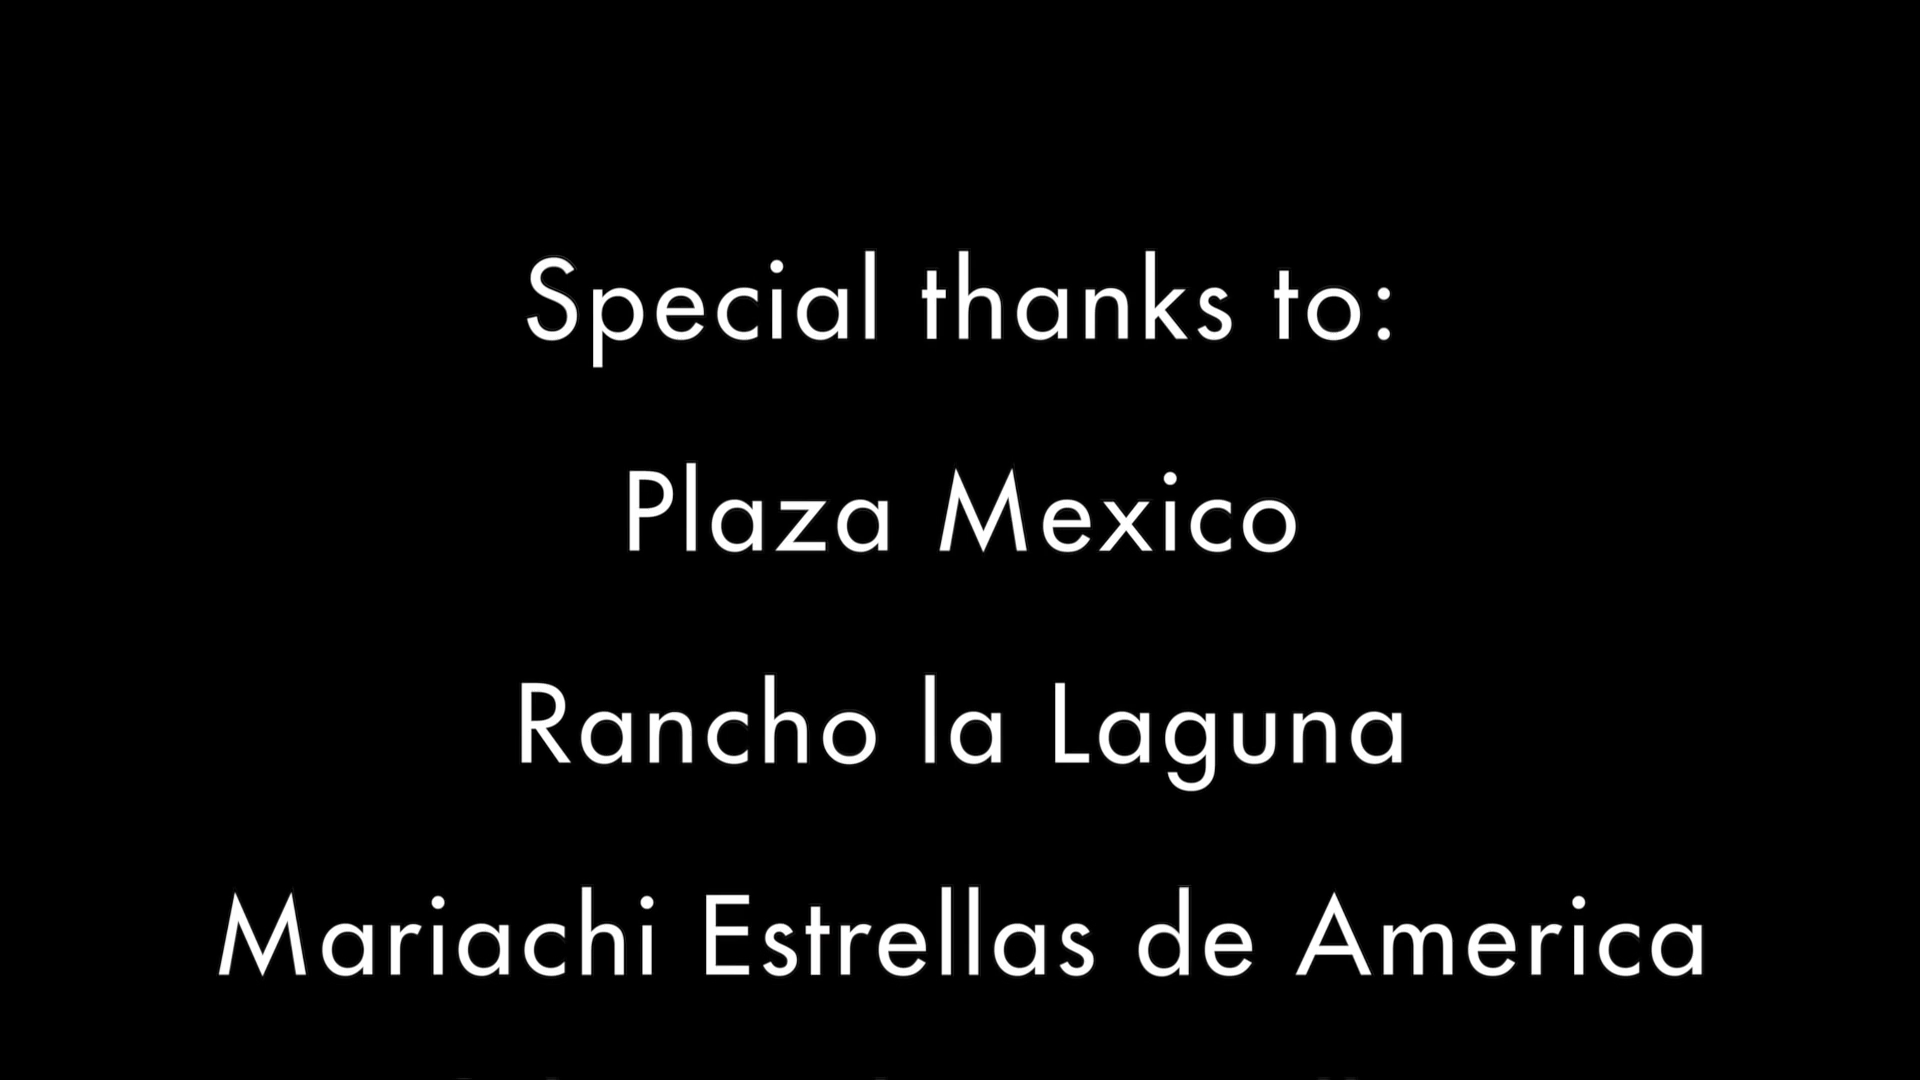 Special thanks to:
Plaza Mexico
Rancho la Laguna
Mariachi Estrellas de America